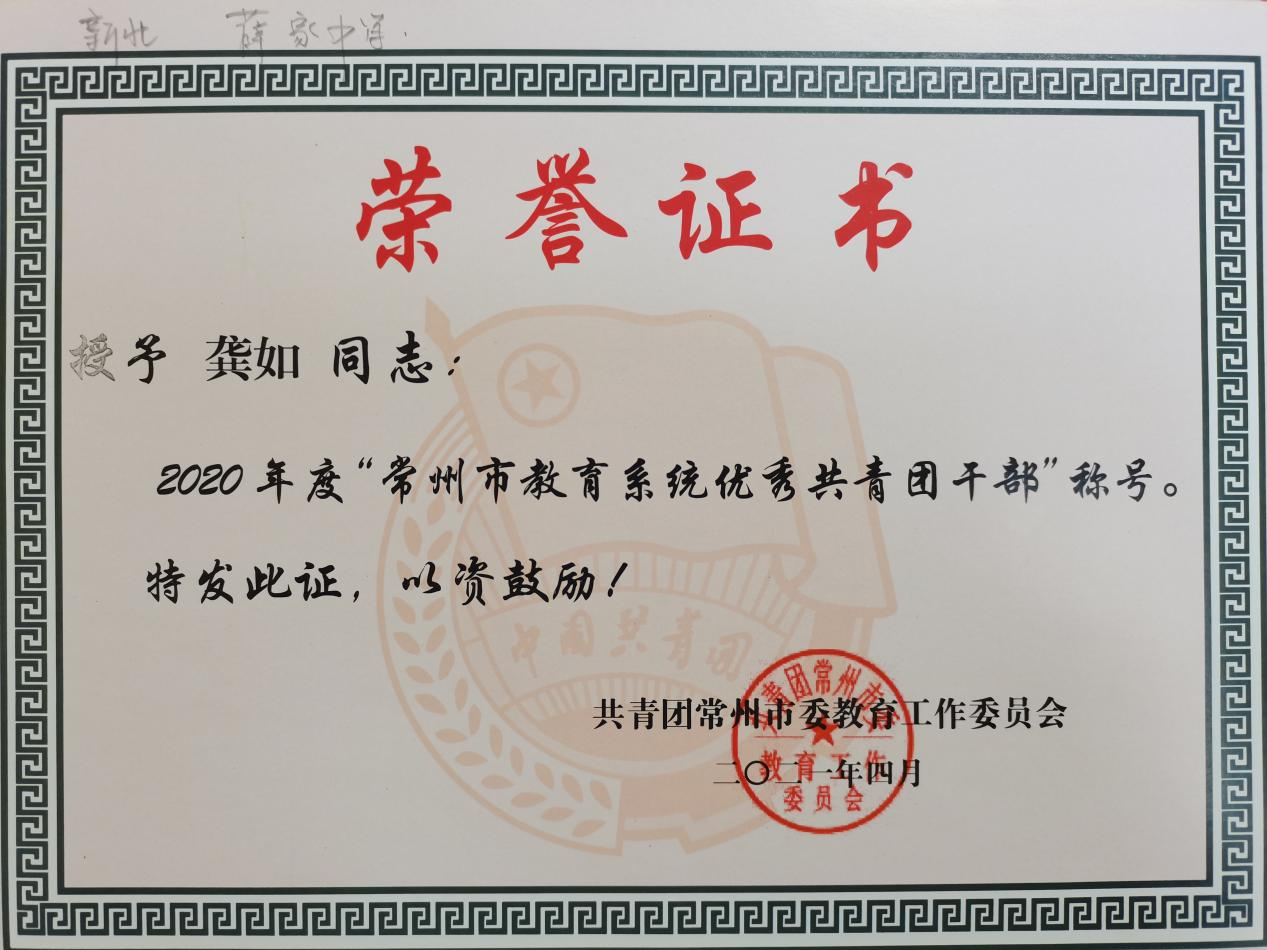 新北 薛家中学.
荣誉证书
授予 龚如 同志：
2020年度“常州市教育系统优秀共青团干部”称号。
特发此证，以资鼓励！
中国共青团
共青团常州市委教育工作委员会
二〇二一年四月
共青团常州市委
教育工作
委员会